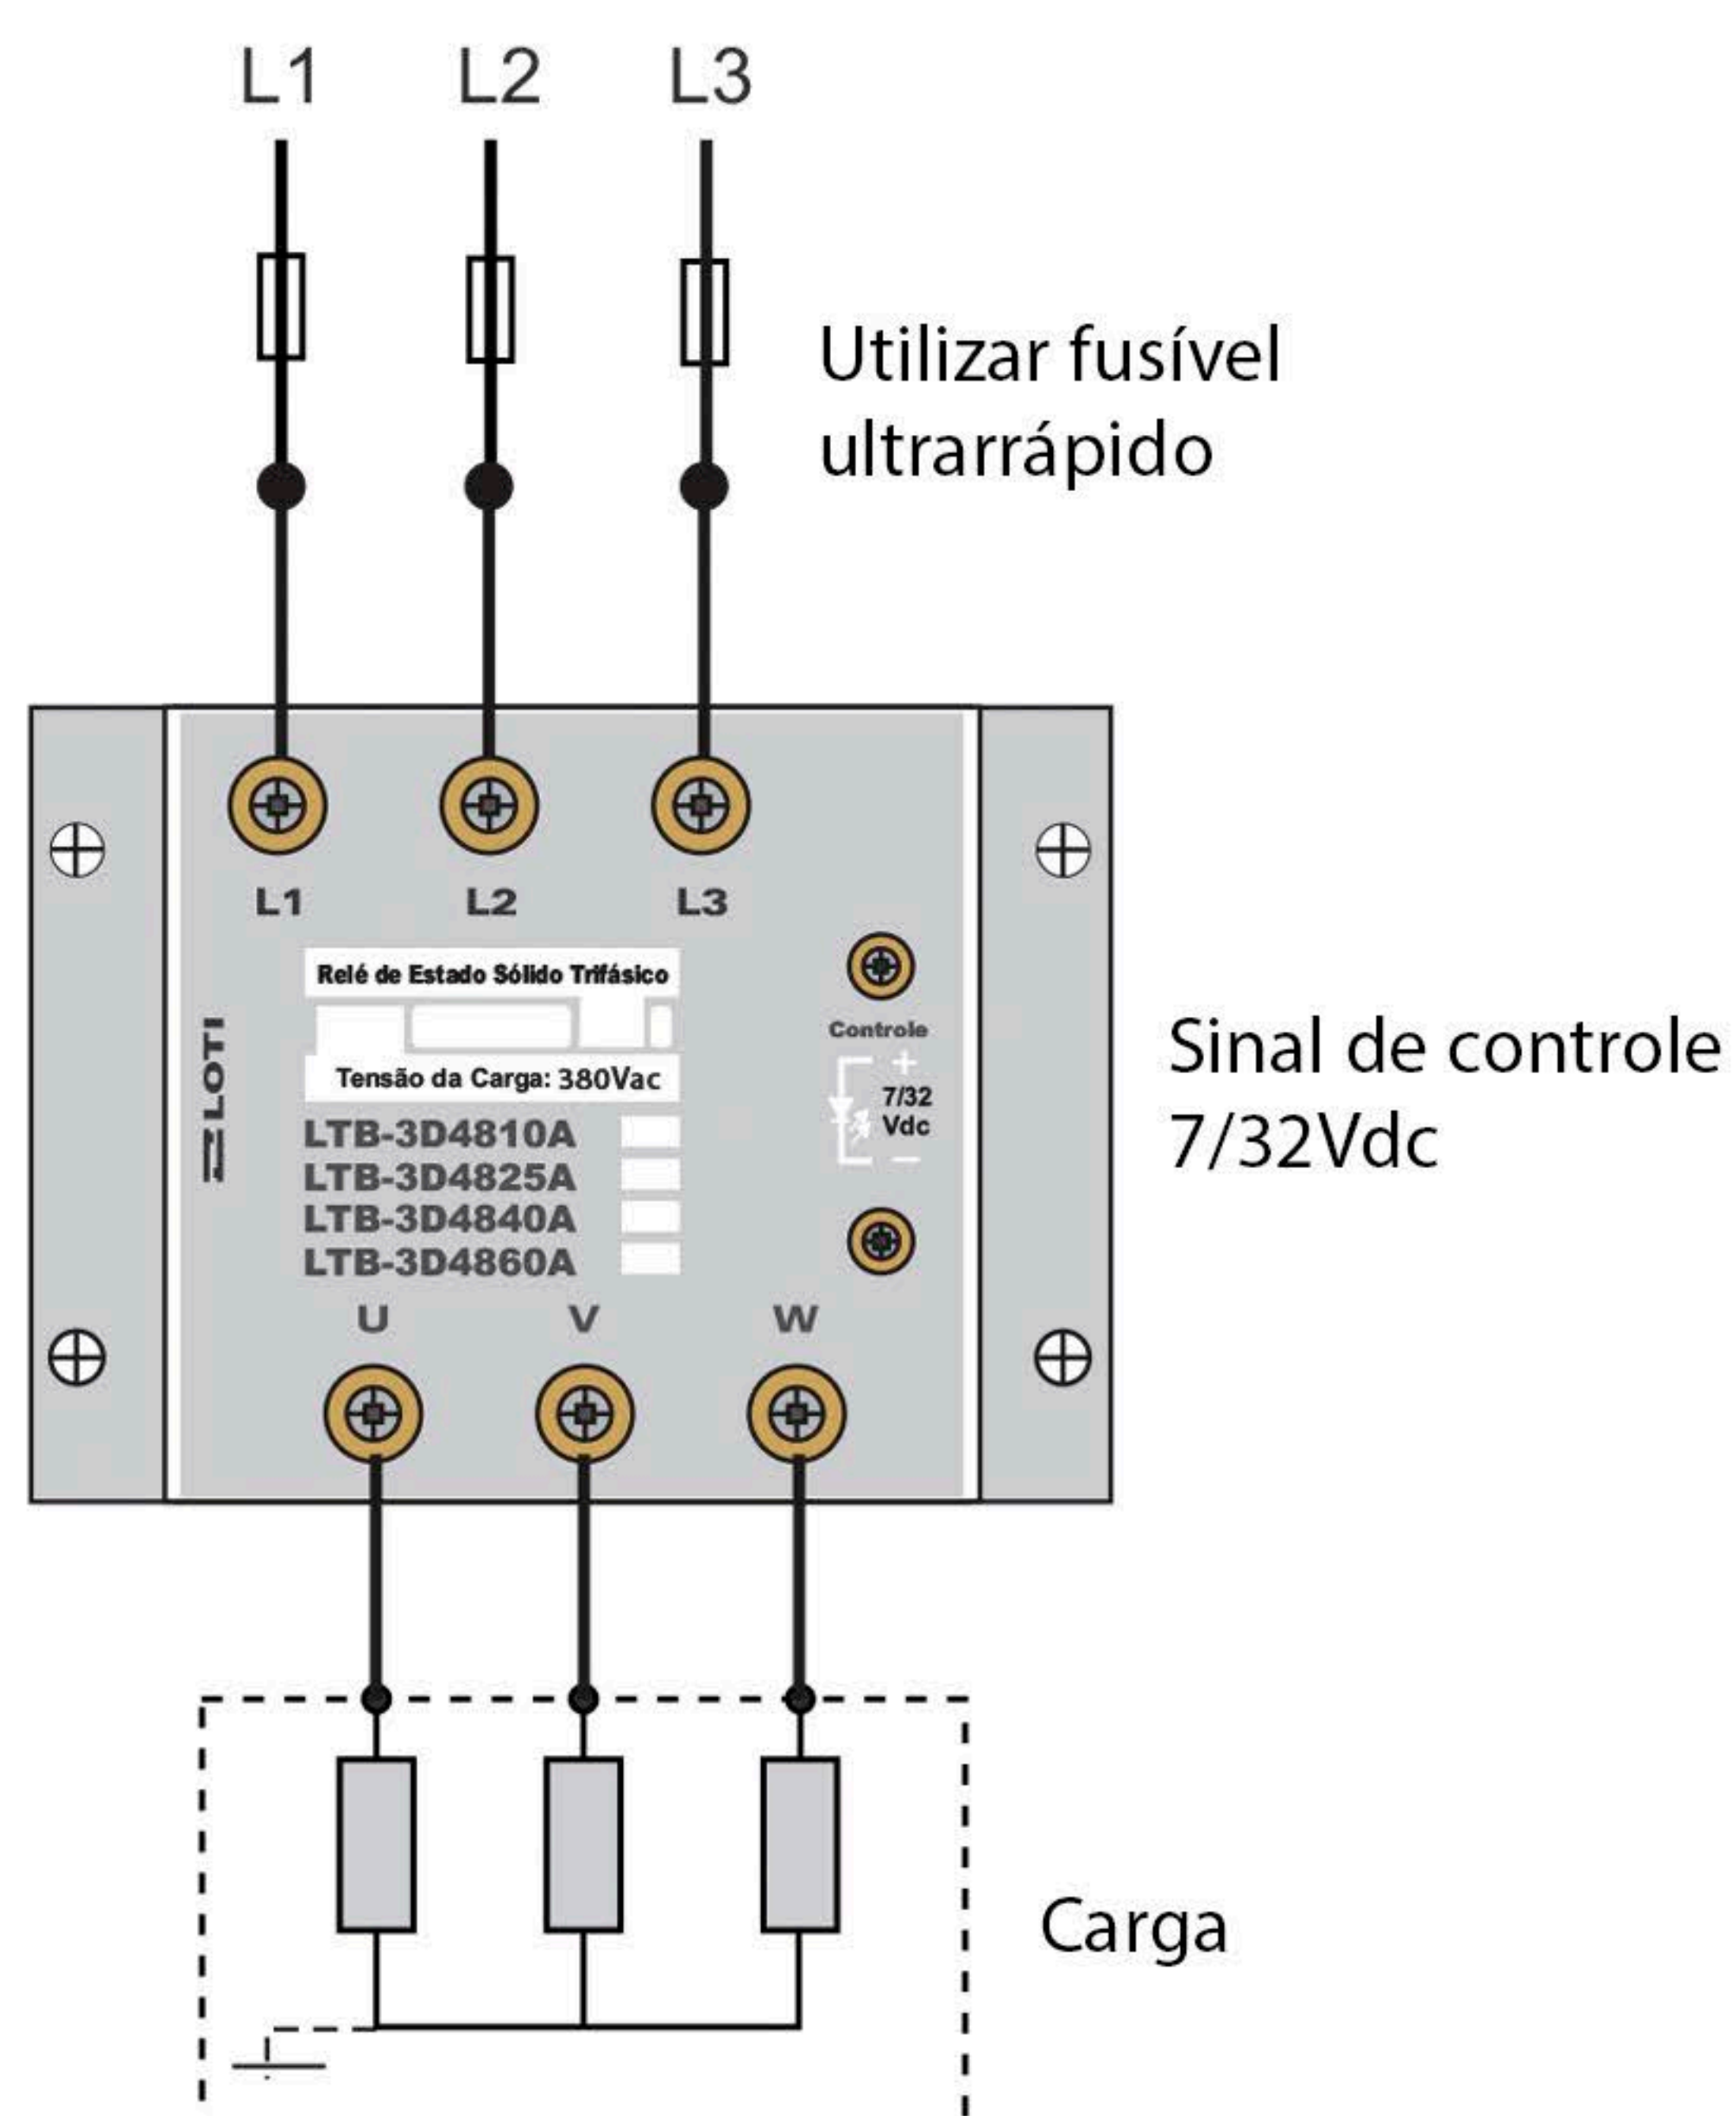 L1 L2 L3
Utilizar fusível
ultrarrápido
L1 L2 L3
Relé de Estado Sólido Trifásico
Tensão da Carga: 380Vac
LOTI
LTB-3D4810A
LTB-3D4825A
LTB-3D4840A
LTB-3D4860A
Controle
+
7/32
Vdc
−
Sinal de controle
7/32Vdc
U V W
Carga